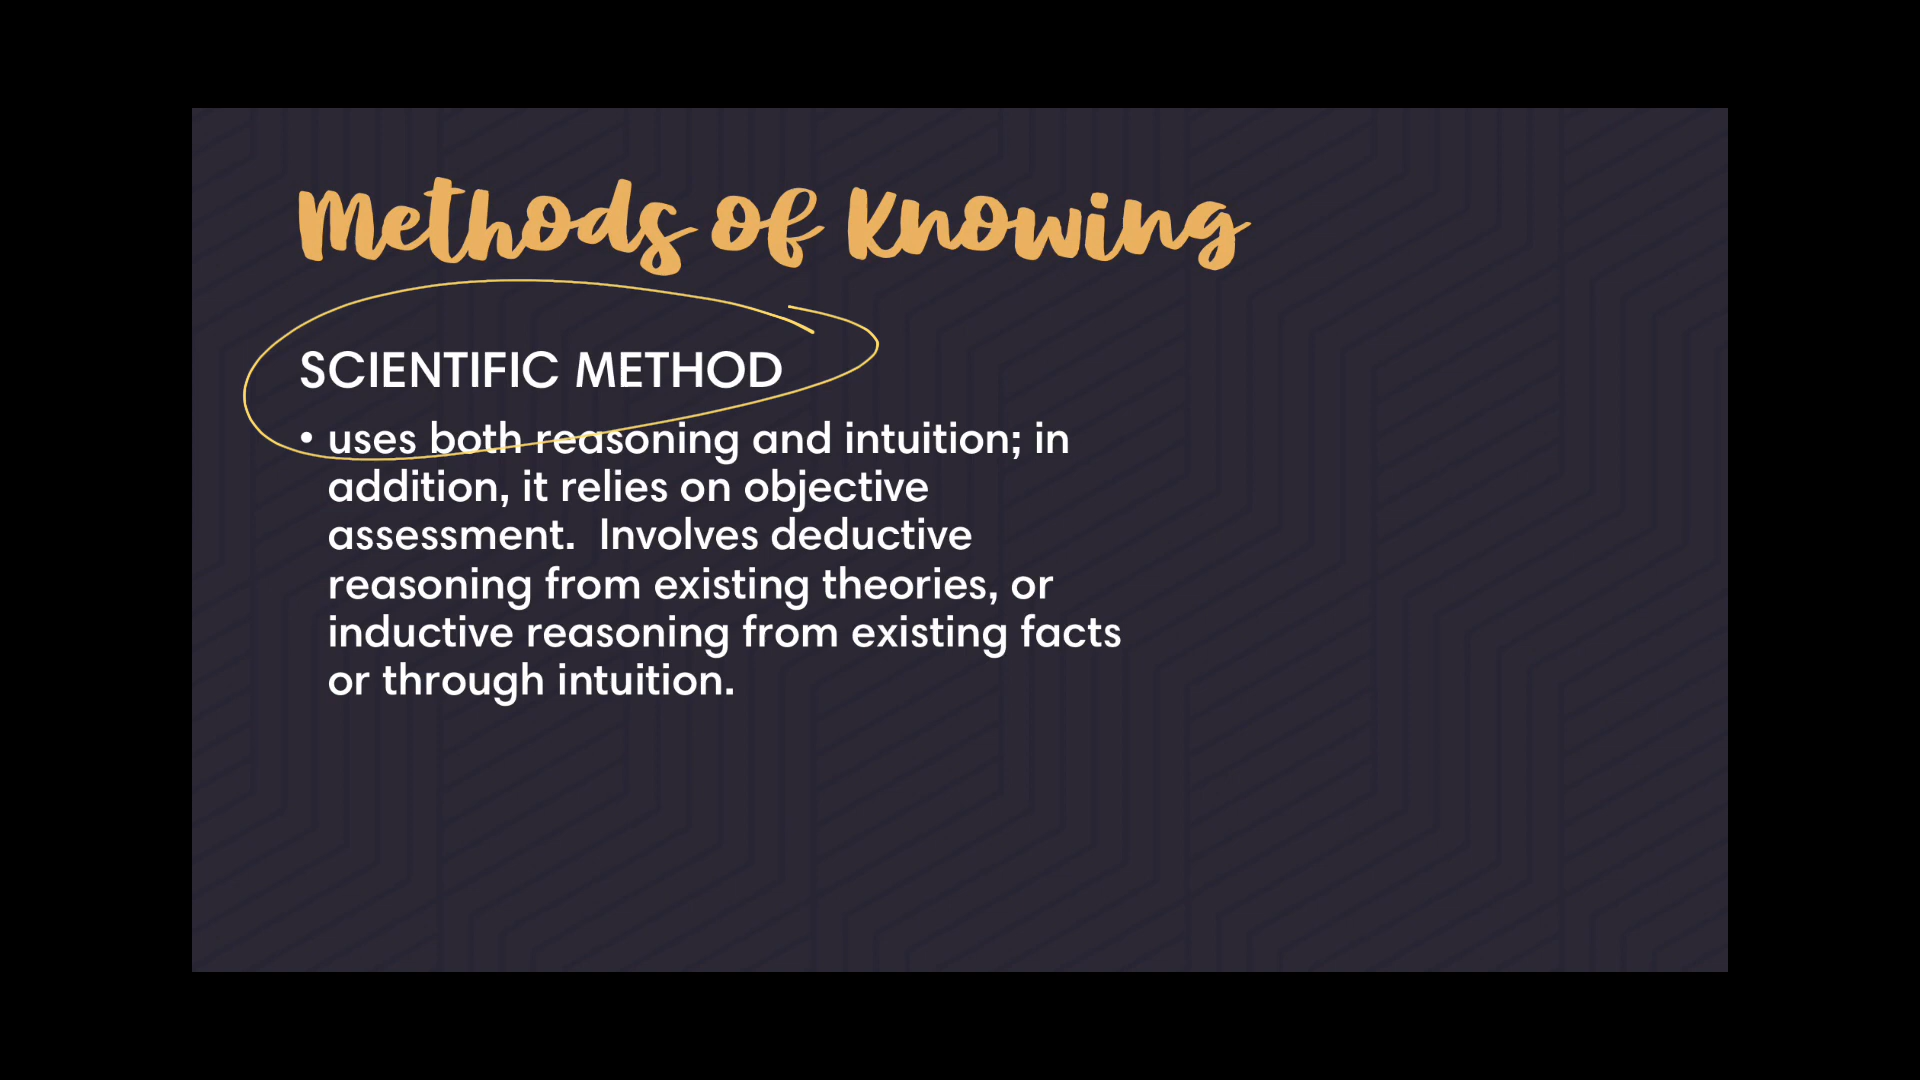 Methods of Knowing
SCIENTIFIC METHOD
• uses both reasoning and intuition; in
addition, it relies on objective
assessment.  Involves deductive
reasoning from existing theories, or
inductive reasoning from existing facts
or through intuition.